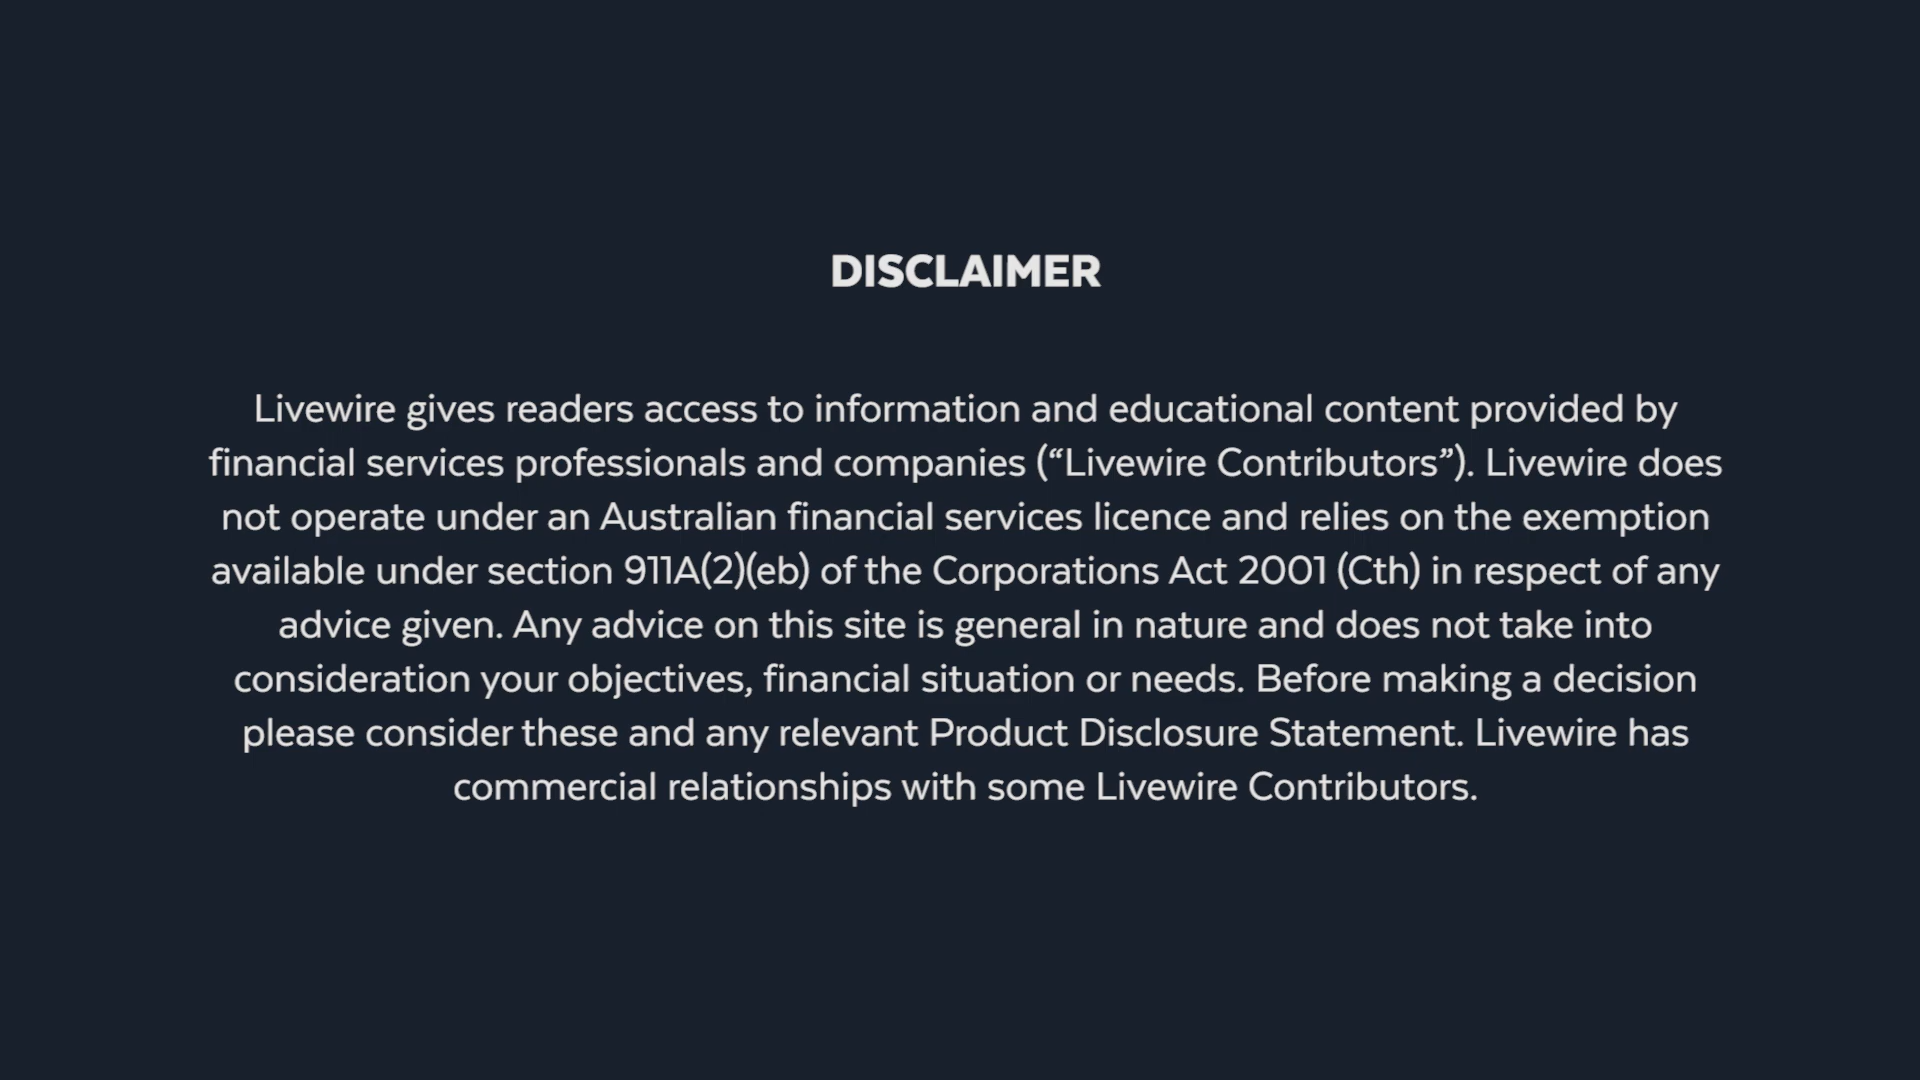 DISCLAIMER
Livewire gives readers access to information and educational content provided by
financial services professionals and companies (“Livewire Contributors”). Livewire does
not operate under an Australian financial services licence and relies on the exemption
available under section 911A(2)(eb) of the Corporations Act 2001 (Cth) in respect of any
advice given. Any advice on this site is general in nature and does not take into
consideration your objectives, financial situation or needs. Before making a decision
please consider these and any relevant Product Disclosure Statement. Livewire has
commercial relationships with some Livewire Contributors.